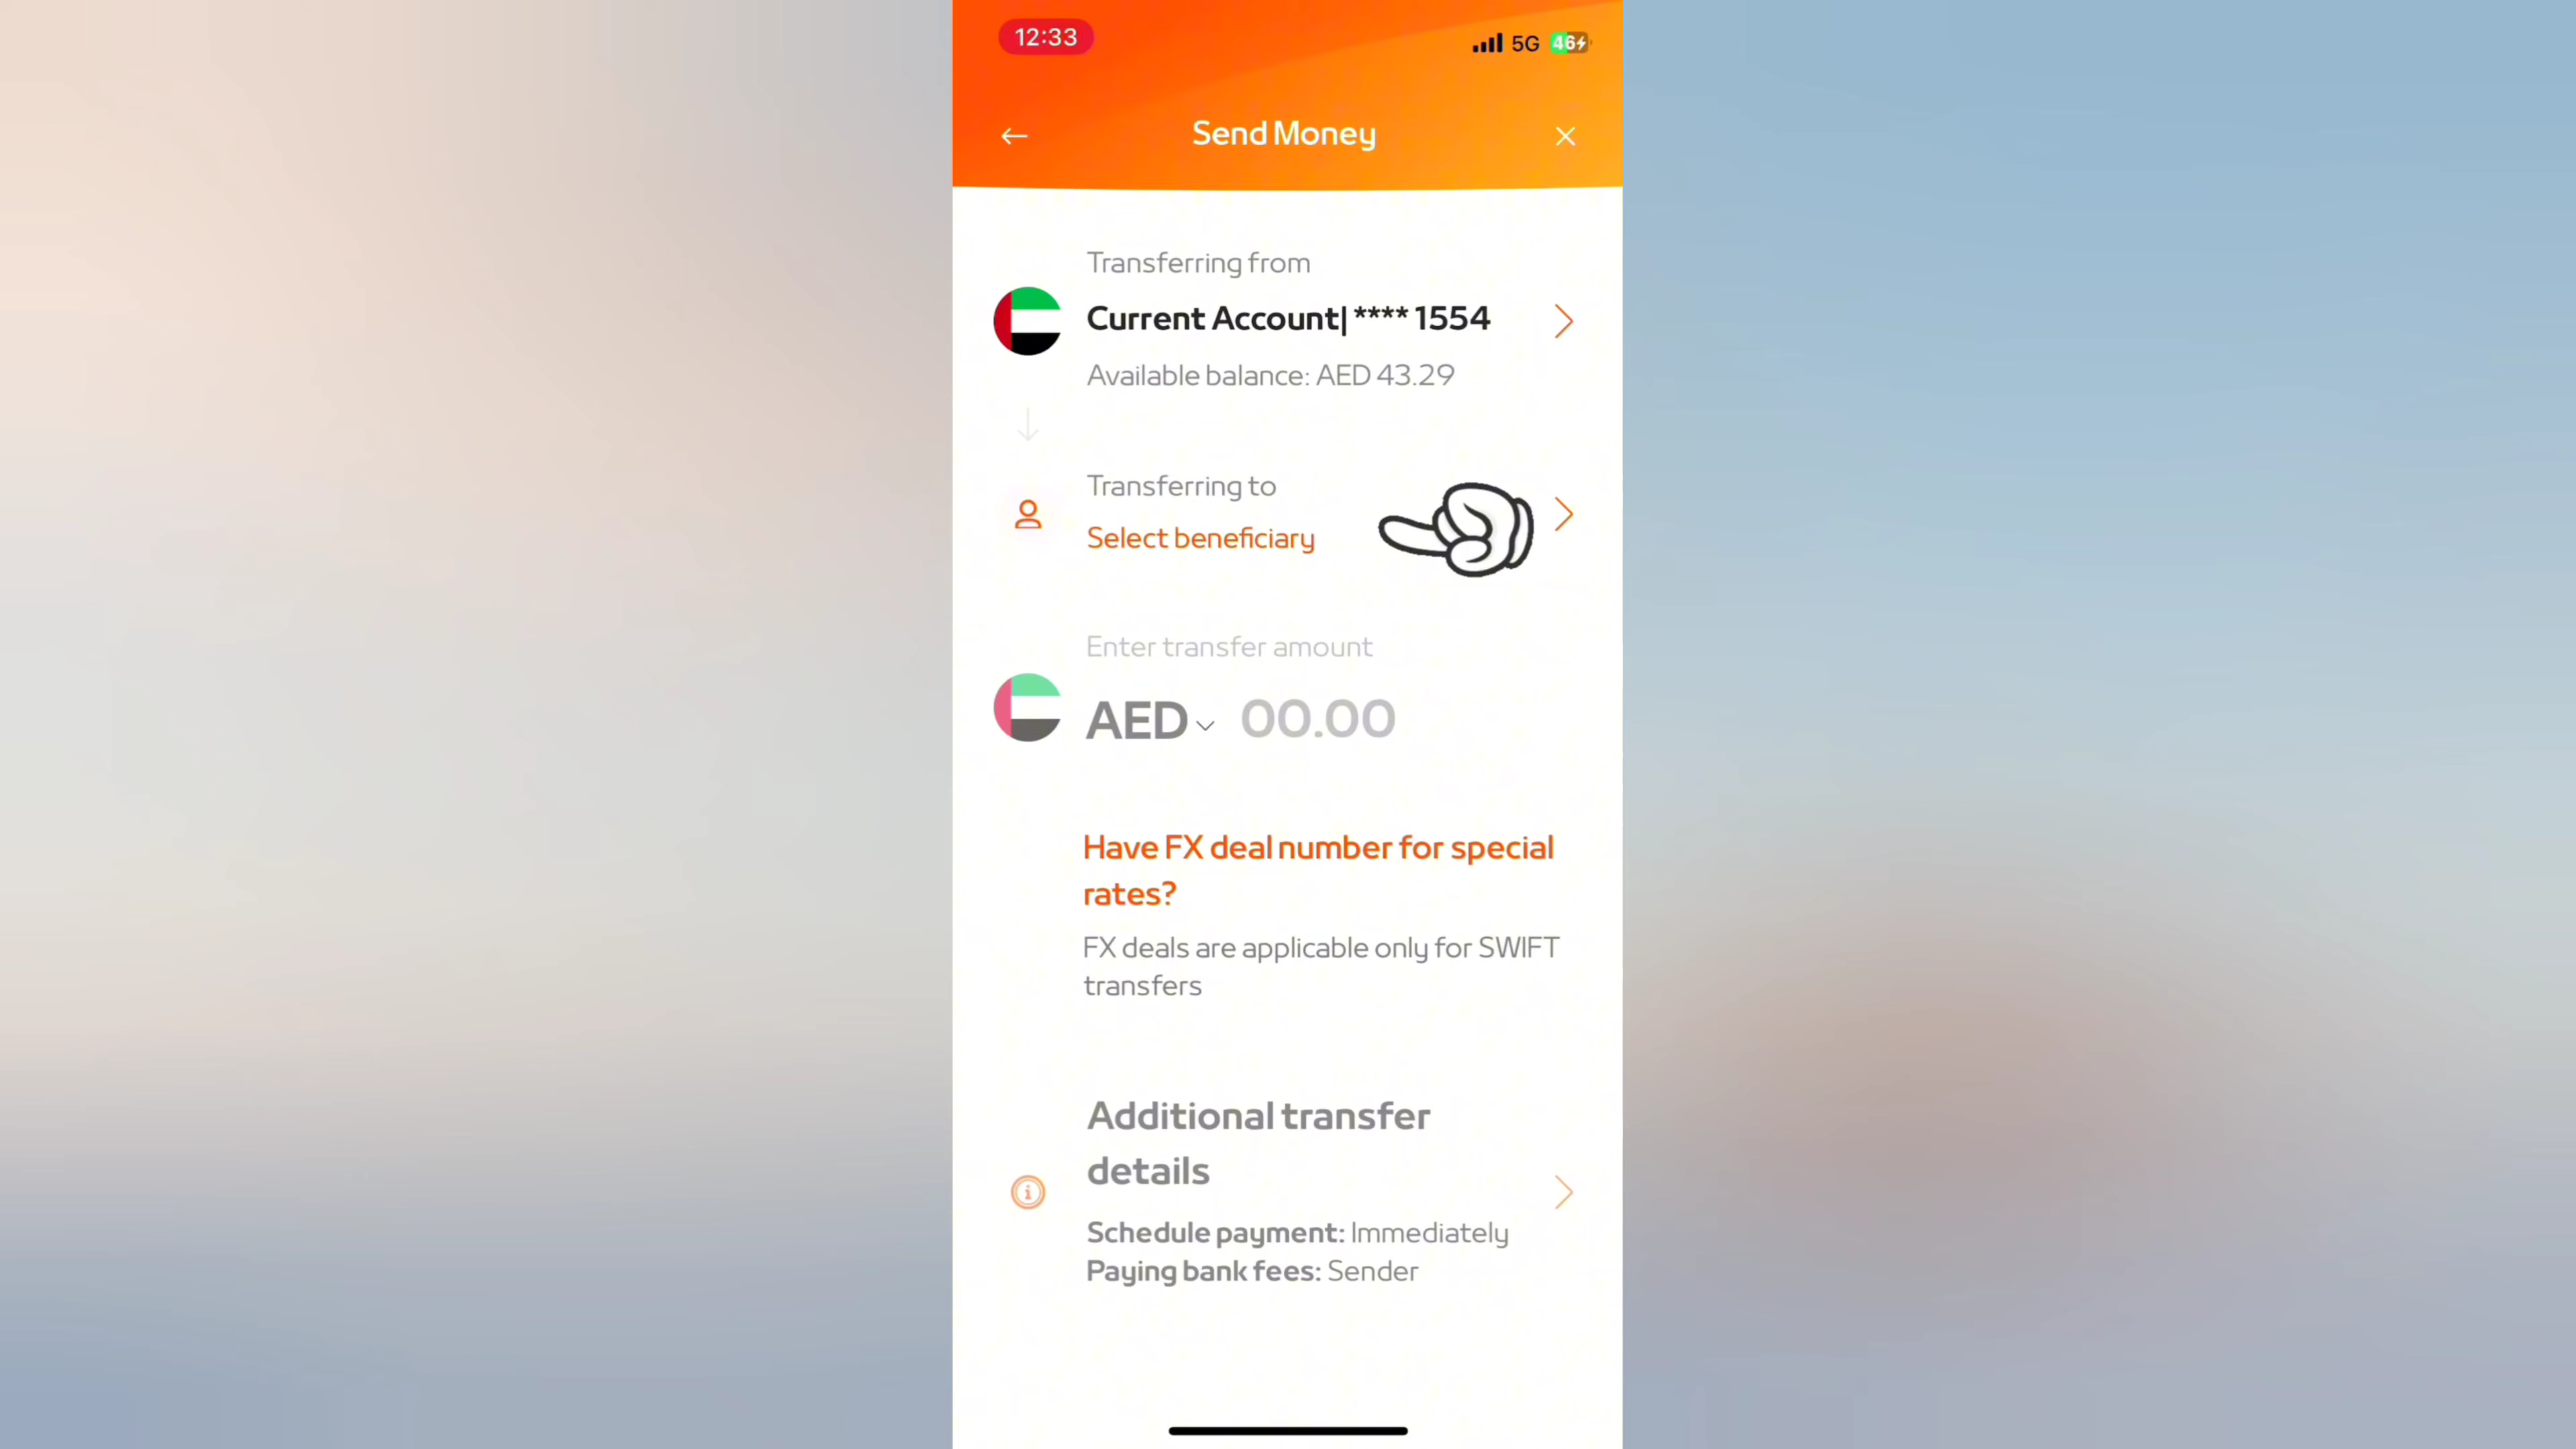 12:33
5G 46
Send Money
Transferring from
Current Account| **** 1554
Available balance: AED 43.29
Transferring to
Select beneficiary
Enter transfer amount
AED 00.00
Have FX deal number for special
rates?
FX deals are applicable only for SWIFT
transfers
Additional transfer
details
Schedule payment: Immediately
Paying bank fees: Sender